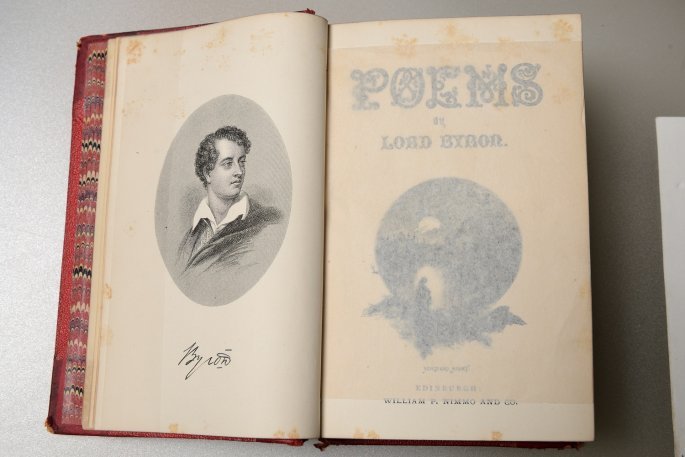 Byron
POEMS
BY
LORD BYRON.
EDINBURGH:
WILLIAM P. NIMMO AND CO.